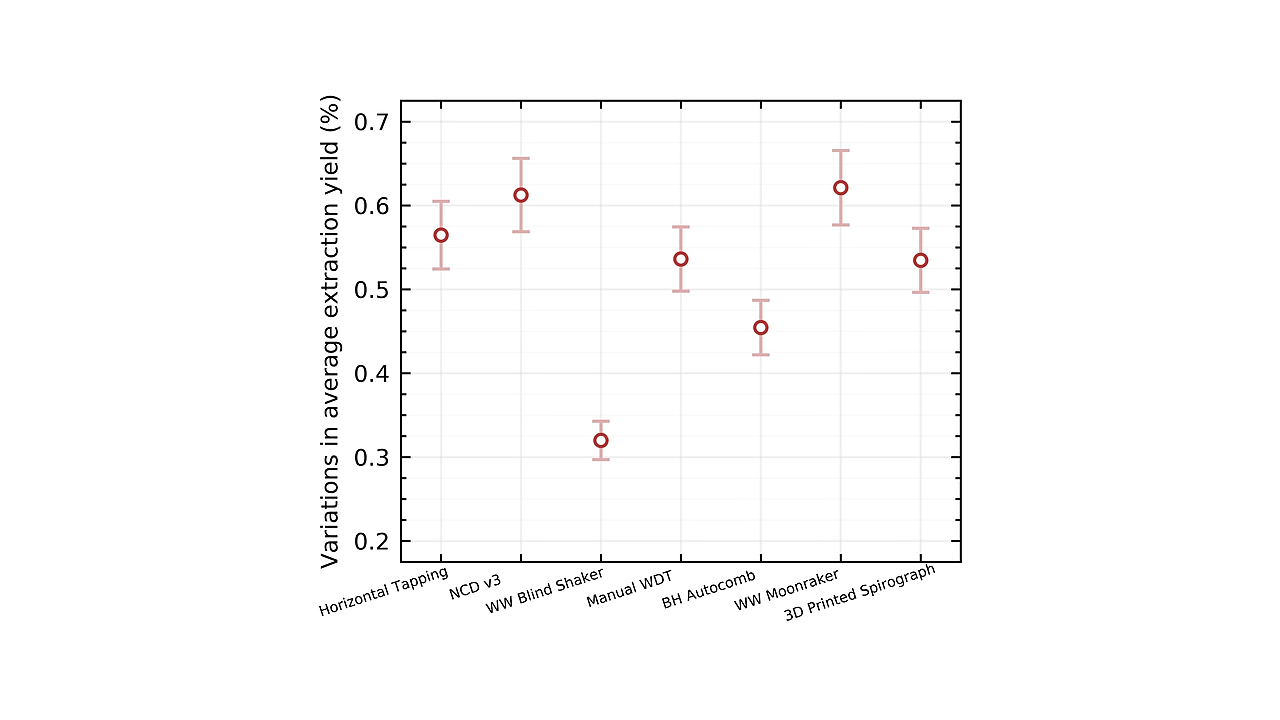 Variations in average extraction yield (%)
0.7
0.6
0.5
0.4
0.3
0.2
Horizontal Tapping
NCD v3
WW Blind Shaker
Manual WDT
BH Autocomb
WW Moonraker
3D Printed Spirograph